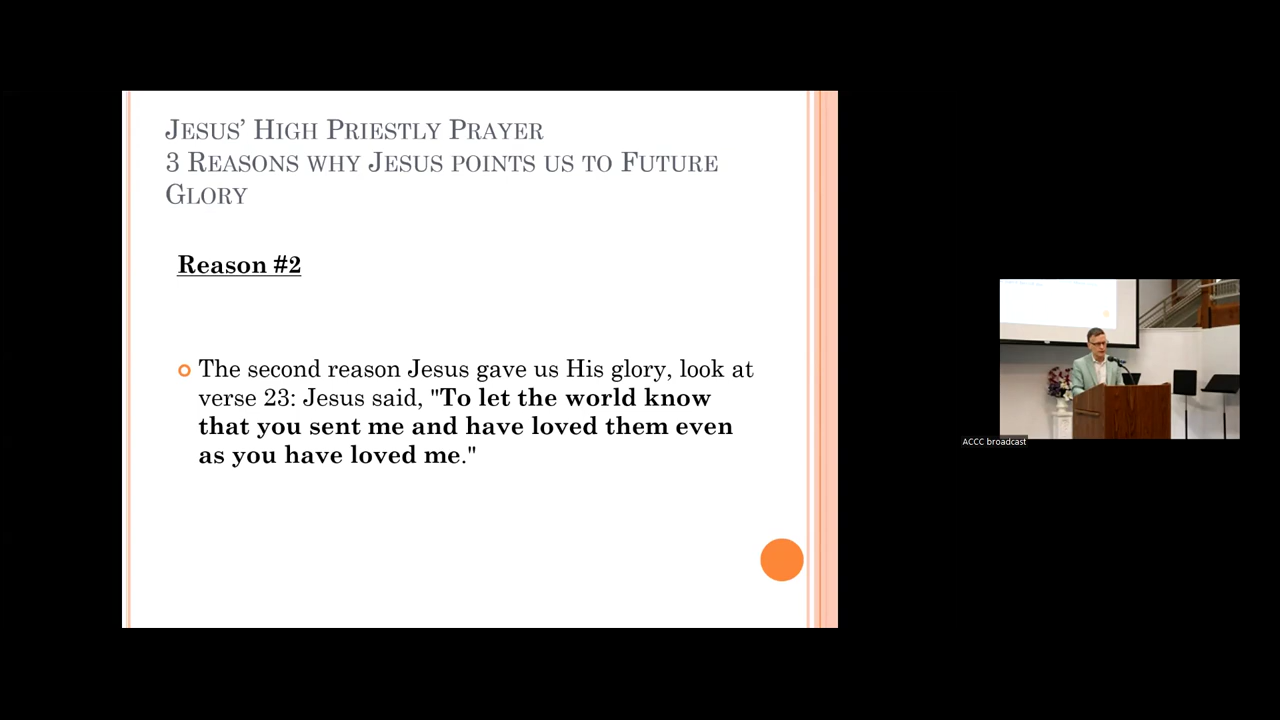 JESUS' HIGH PRIESTLY PRAYER
3 REASONS WHY JESUS POINTS US TO FUTURE
GLORY
Reason #2
The second reason Jesus gave us His glory, look at
verse 23: Jesus said, "To let the world know
that you sent me and have loved them even
as you have loved me."
ACCC broadcast